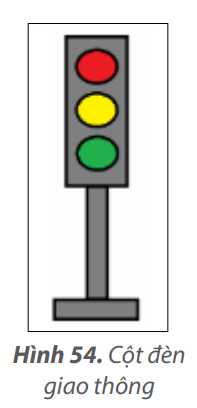 Hình 54. Cột đèn
giao thông